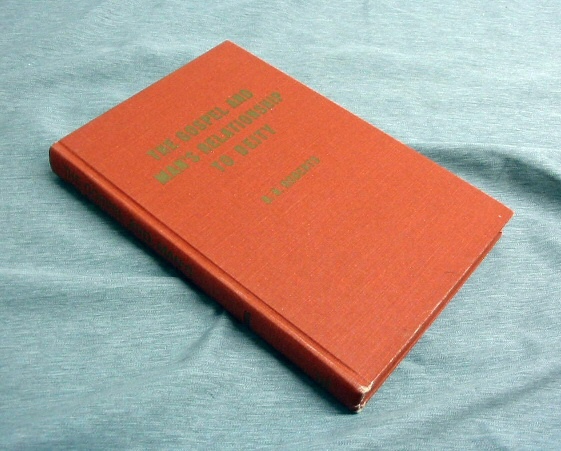 THE GOSPEL AND
MAN'S RELATIONSHIP
TO DEITY
B. H. ROBERTS